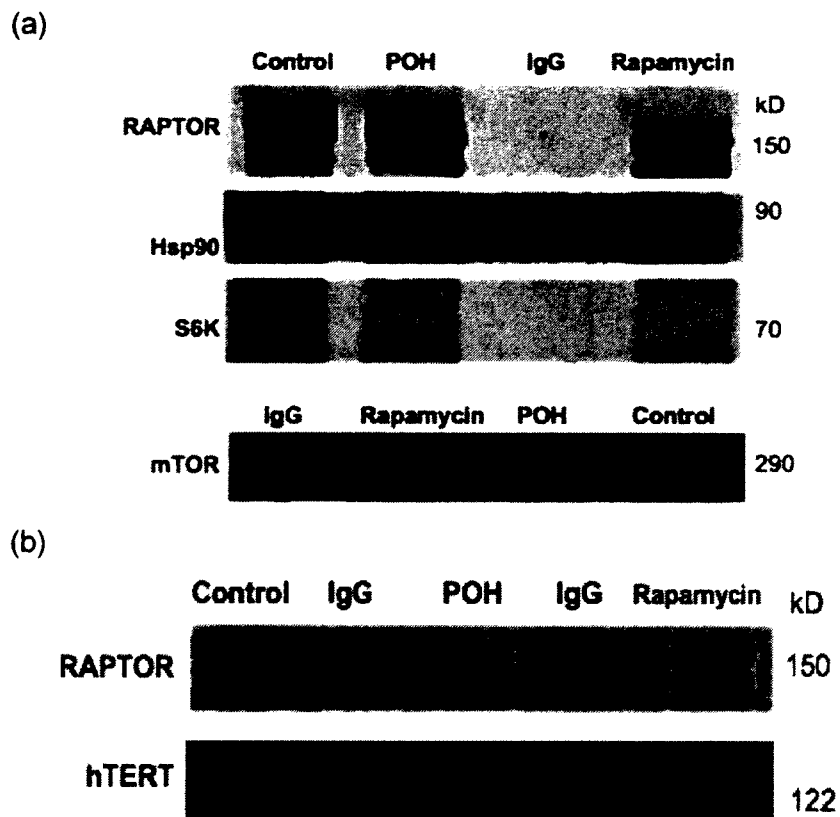 (a)
Control POH IgG Rapamycin
kD
RAPTOR
150
90
Hsp90
S6K
70
IgG Rapamycin POH Control
mTOR
290
(b)
Control IgG POH IgG Rapamycin kD
RAPTOR
150
hTERT
122